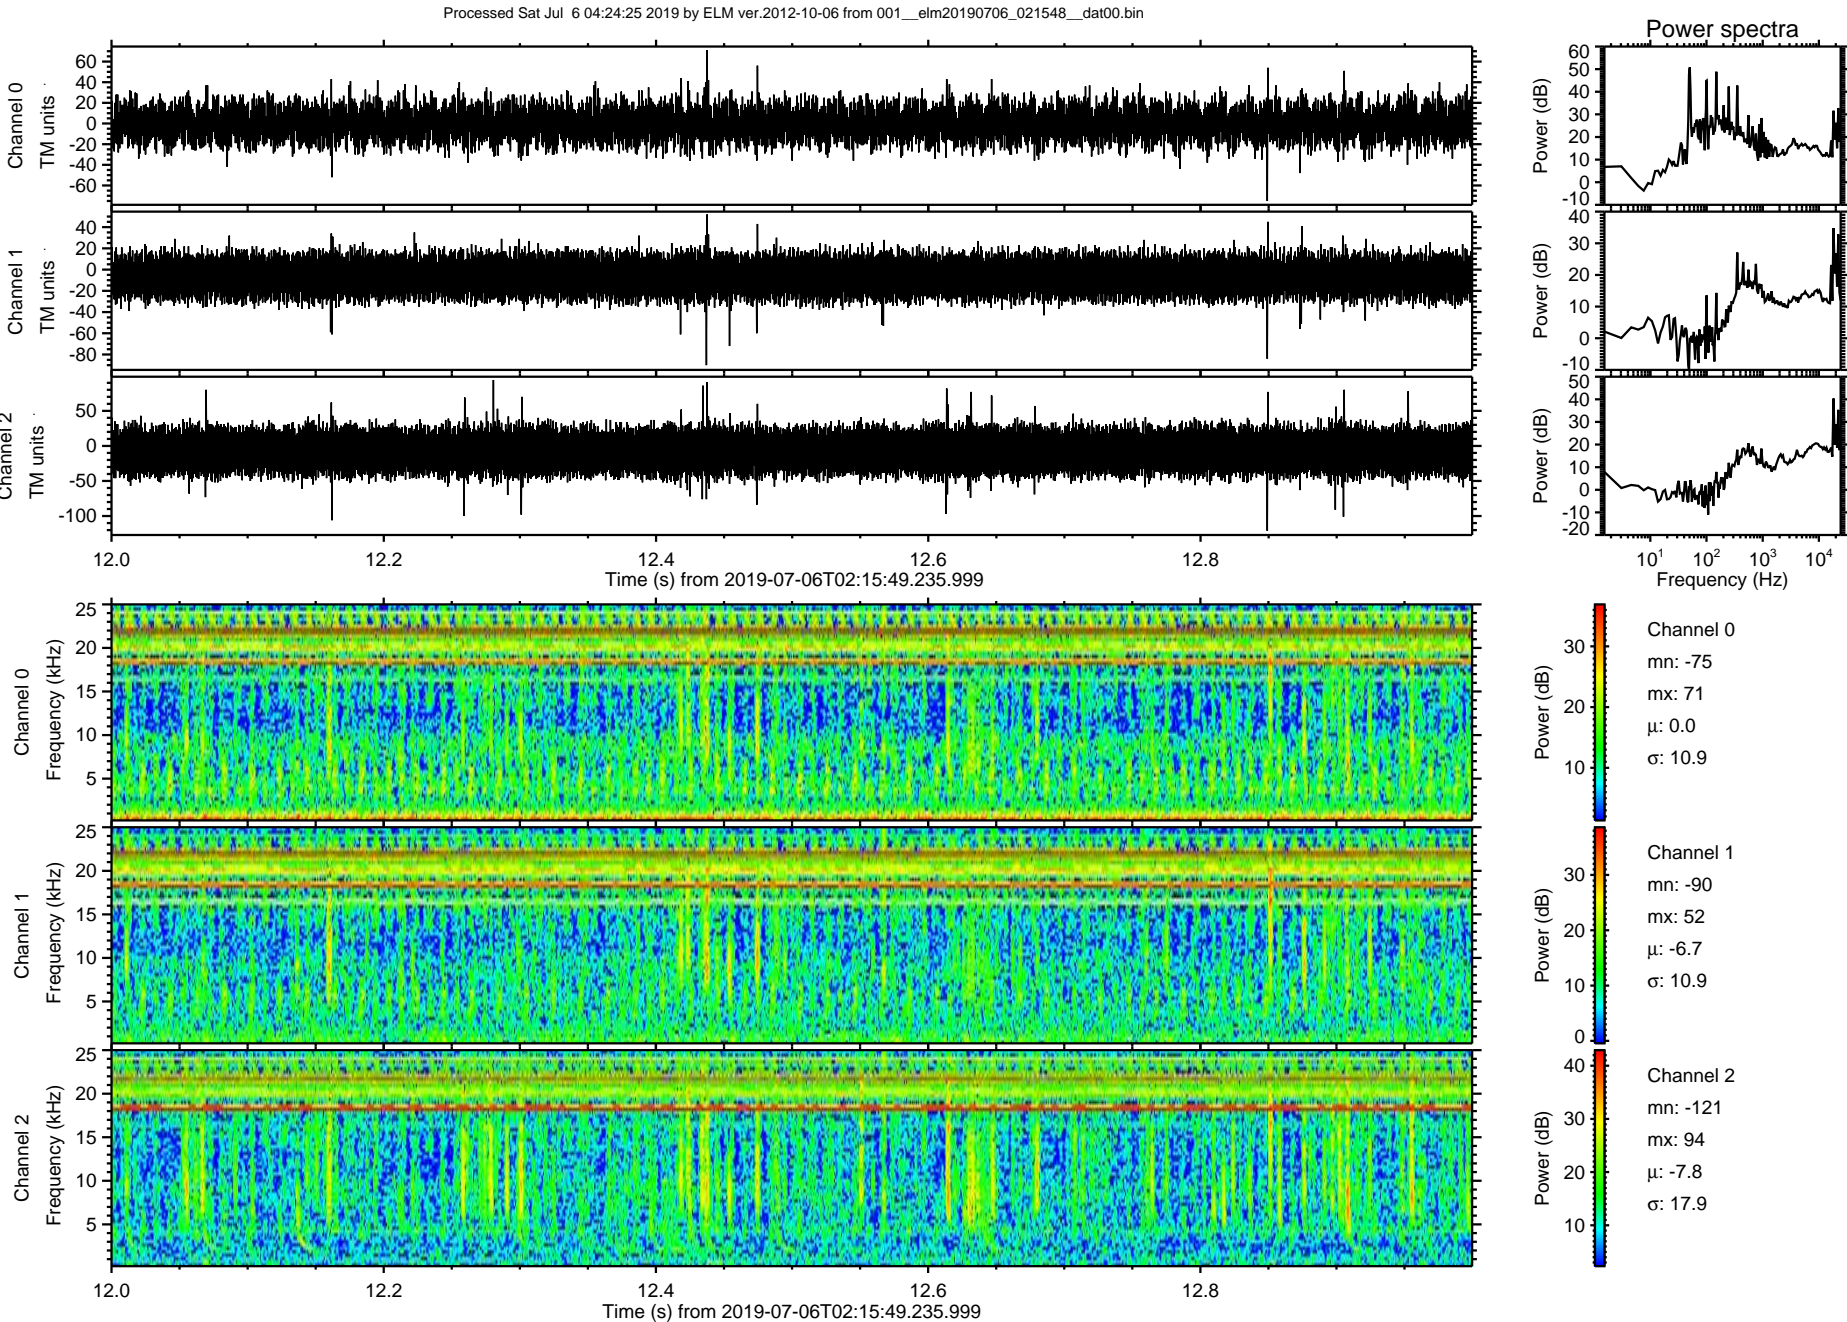 Processed Sat Jul  6 04:24:25 2019 by ELM ver.2012-10-06 from 001__elm20190706_021548__dat00.bin
Power spectra
Channel 0
TM units
60
40
20
0
-20
-40
-60
Power (dB)
60
50
40
30
20
10
0
-10
Channel 1
TM units
40
20
0
-20
-40
-60
-80
Power (dB)
40
30
20
10
0
-10
Channel 2
TM units
50
0
-50
-100
Power (dB)
50
40
30
20
10
0
-10
-20
12.0 12.2 12.4 12.6 12.8
Time (s) from 2019-07-06T02:15:49.235.999
10¹ 10² 10³ 10⁴
Frequency (Hz)
Channel 0
Frequency (kHz)
25
20
15
10
5
Power (dB)
30
20
10
Channel 0
mn: -75
mx: 71
μ: 0.0
σ: 10.9
Channel 1
Frequency (kHz)
25
20
15
10
5
Power (dB)
30
20
10
0
Channel 1
mn: -90
mx: 52
μ: -6.7
σ: 10.9
Channel 2
Frequency (kHz)
25
20
15
10
5
Power (dB)
40
30
20
10
Channel 2
mn: -121
mx: 94
μ: -7.8
σ: 17.9
12.0 12.2 12.4 12.6 12.8
Time (s) from 2019-07-06T02:15:49.235.999